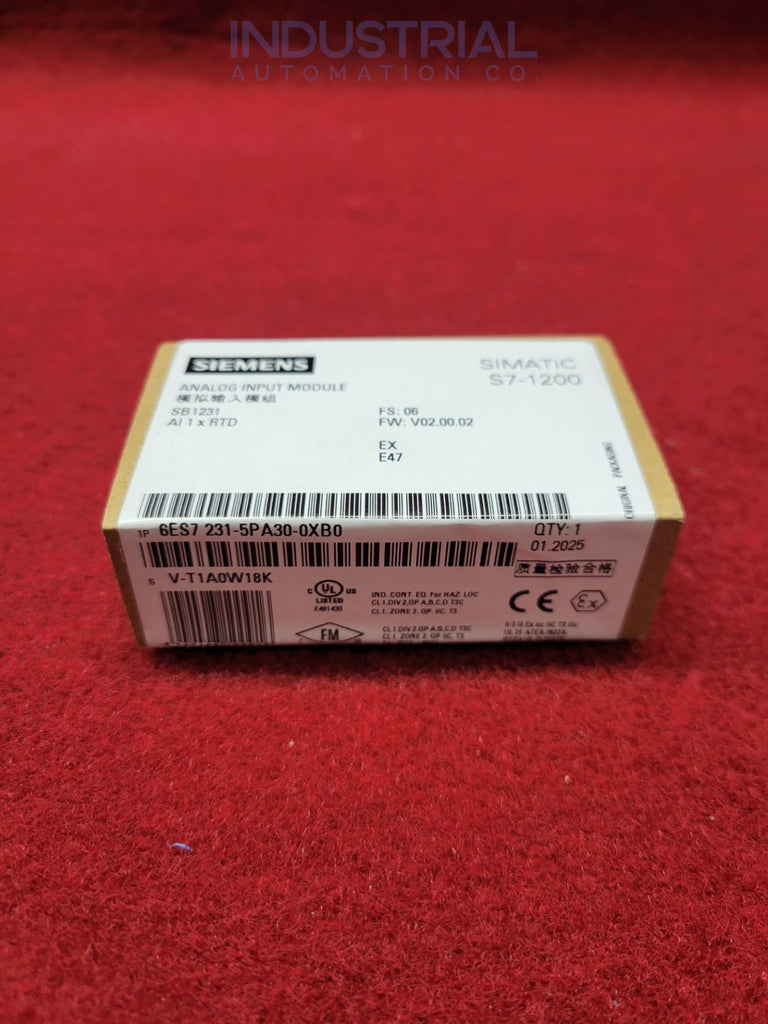 INDUSTRIAL
AUTOMATION CO.
SIEMENS
SIMATIC
S7-1200
ANALOG INPUT MODULE
模拟输入模组
SB1231
AI 1 x RTD
FS: 06
FW: V02.00.02
EX
E47
ORIGINAL PACKAGING
1P 6ES7 231-5PA30-0XB0
QTY: 1
01.2025
质量检验合格
S V-T1A0W18K
C UL US
LISTED
E481430
IND. CONT. EQ. For HAZ. LOC
CL I, DIV 2, GP A,B,C,D T3C
CL I, ZONE 2, GP IIC, T3
CE Ex
FM
CL I, DIV 2, GP A,B,C,D T3C
CL I, ZONE 2, GP IIC, T3